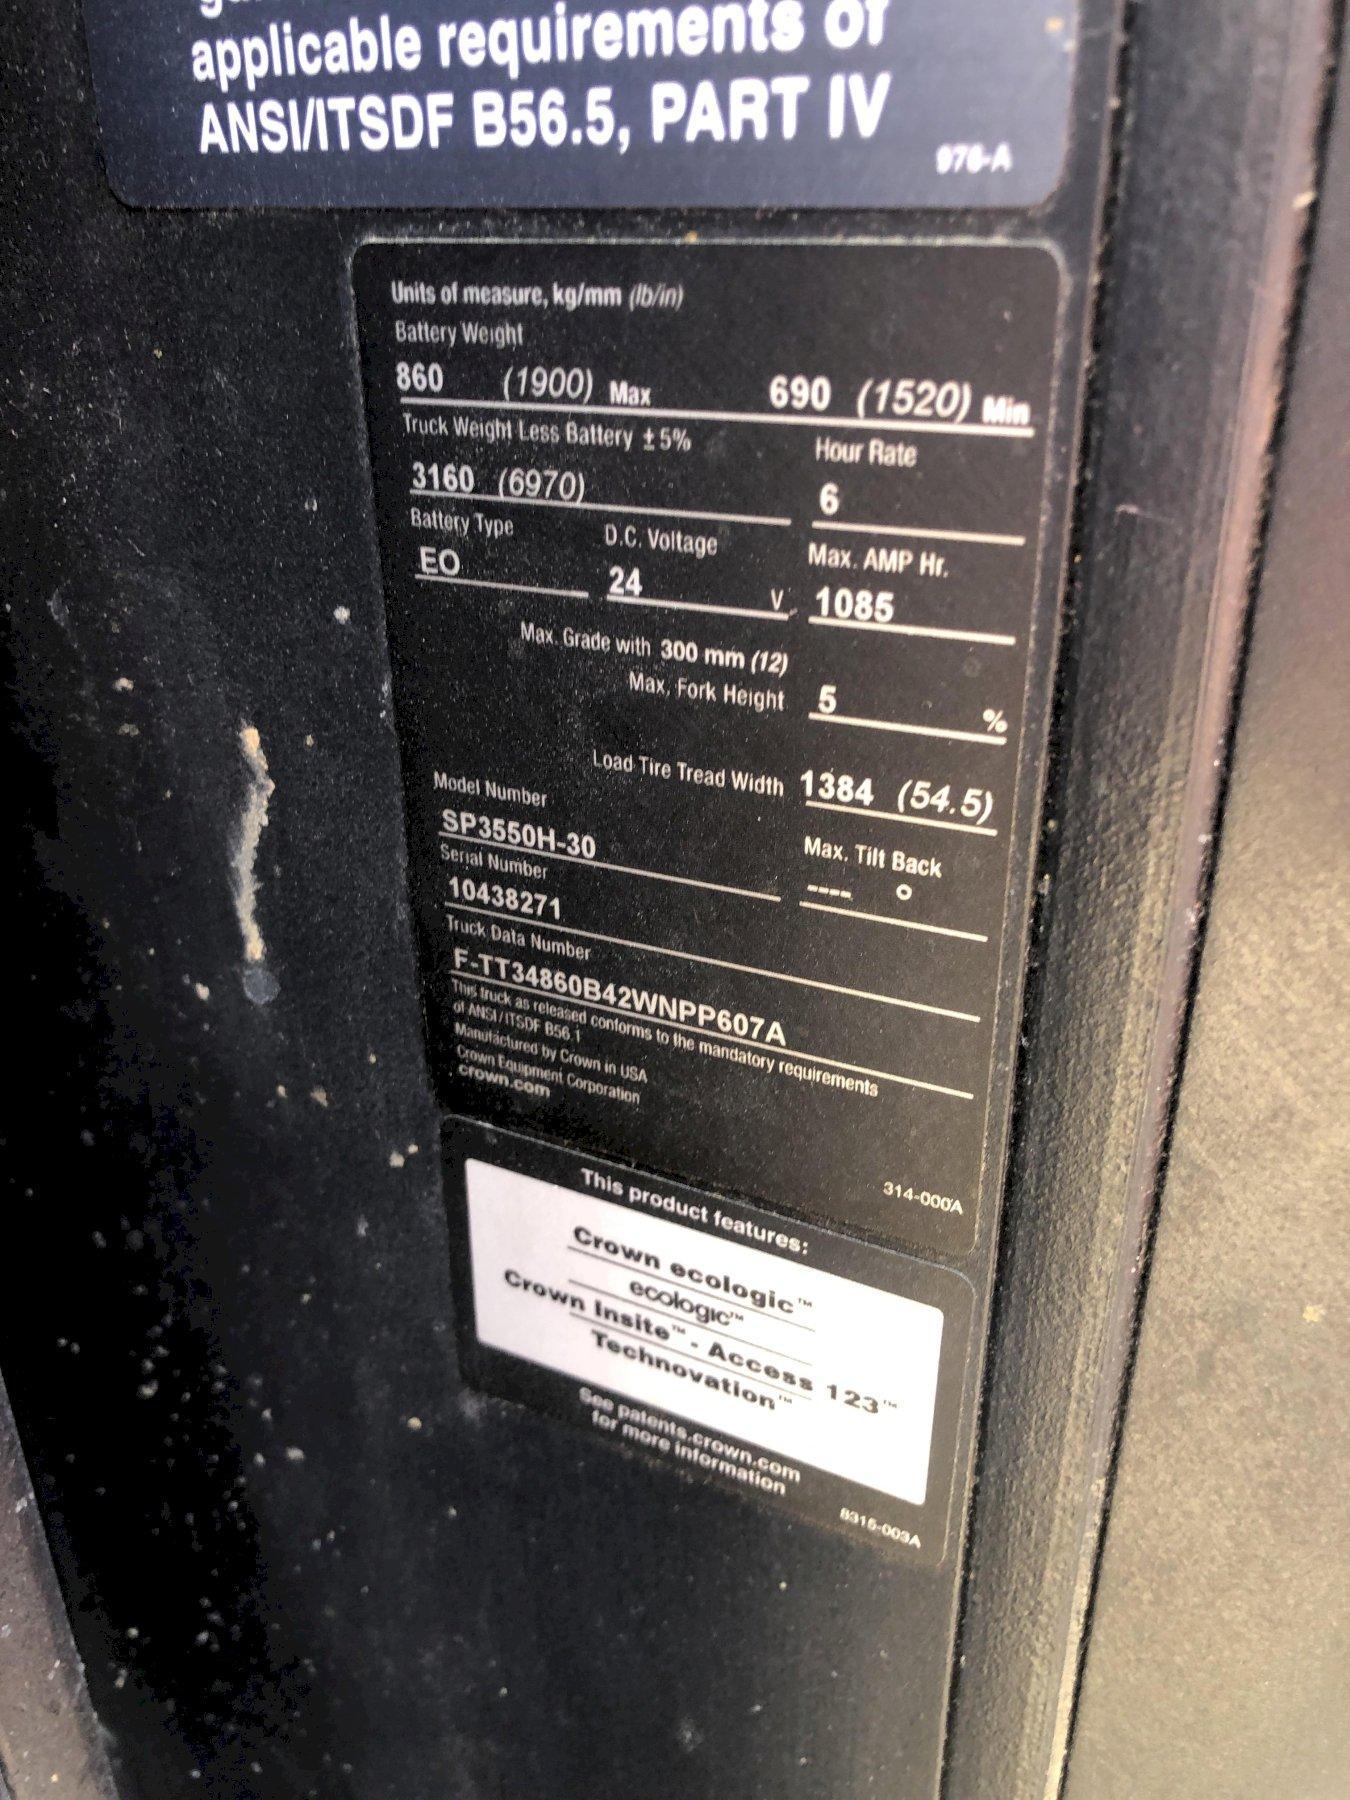 applicable requirements of
ANSI/ITSDF B56.5, PART IV
976-A
Units of measure, kg/mm (lb/in)
Battery Weight
860 (1900) Max 690 (1520) Min
Truck Weight Less Battery ±5% Hour Rate
3160 (6970) 6
Battery Type D.C. Voltage Max. AMP Hr.
EO 24 V 1085
Max. Grade with 300 mm (12)
Max. Fork Height 5 %
Load Tire Tread Width 1384 (54.5)
Model Number
SP3550H-30 Max. Tilt Back
Serial Number ---- °
10438271
Truck Data Number
F-TT34860B42WNPP607A
This truck as released conforms to the mandatory requirements
of ANSI/ITSDF B56.1
Manufactured by Crown in USA
Crown Equipment Corporation
crown.com
314-000A
This product features:
Crown ecologic™
ecologic™
Crown Insite™ - Access 123™
Technovation™
See patents.crown.com
for more information
8315-003A